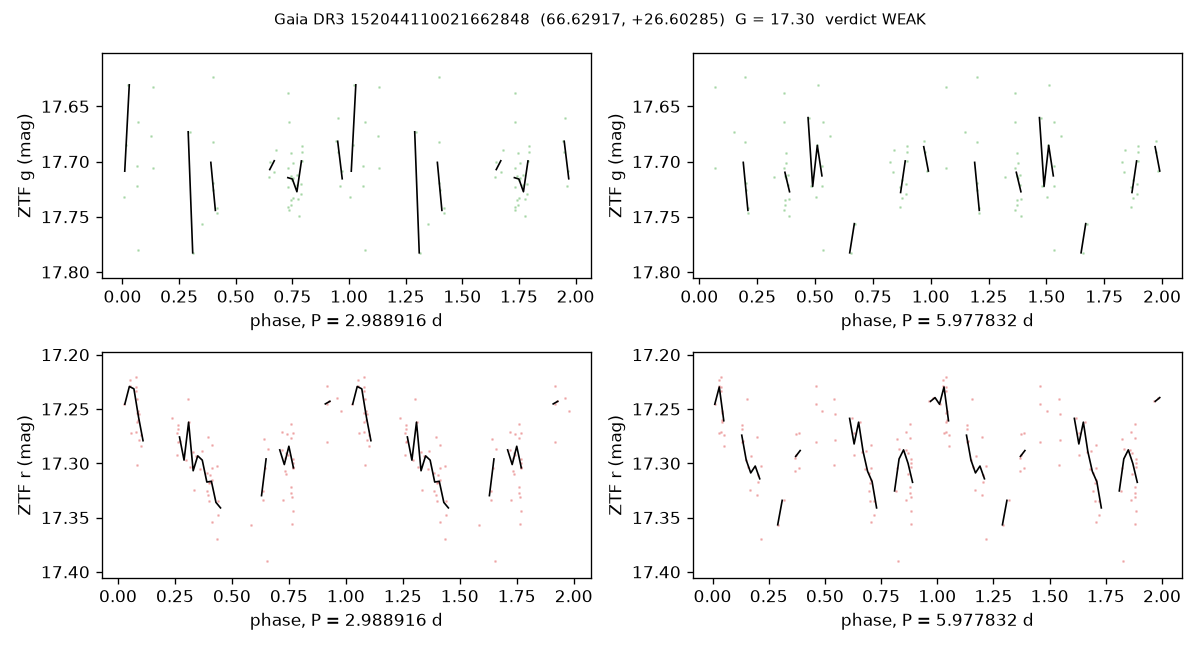 Gaia DR3 152044110021662848  (66.62917, +26.60285)  G = 17.30  verdict WEAK
ZTF g (mag)
17.65
17.70
17.75
17.80
0.00 0.25 0.50 0.75 1.00 1.25 1.50 1.75 2.00
phase, P = 2.988916 d
ZTF g (mag)
17.65
17.70
17.75
17.80
0.00 0.25 0.50 0.75 1.00 1.25 1.50 1.75 2.00
phase, P = 5.977832 d
ZTF r (mag)
17.20
17.25
17.30
17.35
17.40
0.00 0.25 0.50 0.75 1.00 1.25 1.50 1.75 2.00
phase, P = 2.988916 d
ZTF r (mag)
17.20
17.25
17.30
17.35
17.40
0.00 0.25 0.50 0.75 1.00 1.25 1.50 1.75 2.00
phase, P = 5.977832 d